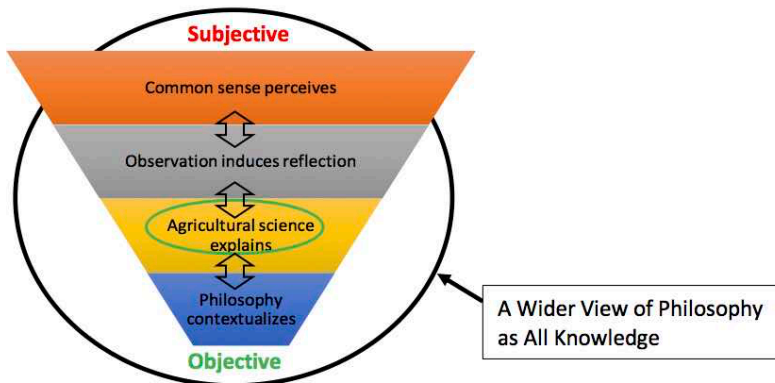 Subjective
Common sense perceives
Observation induces reflection
Agricultural science
explains
Philosophy
contextualizes
Objective
A Wider View of Philosophy
as All Knowledge